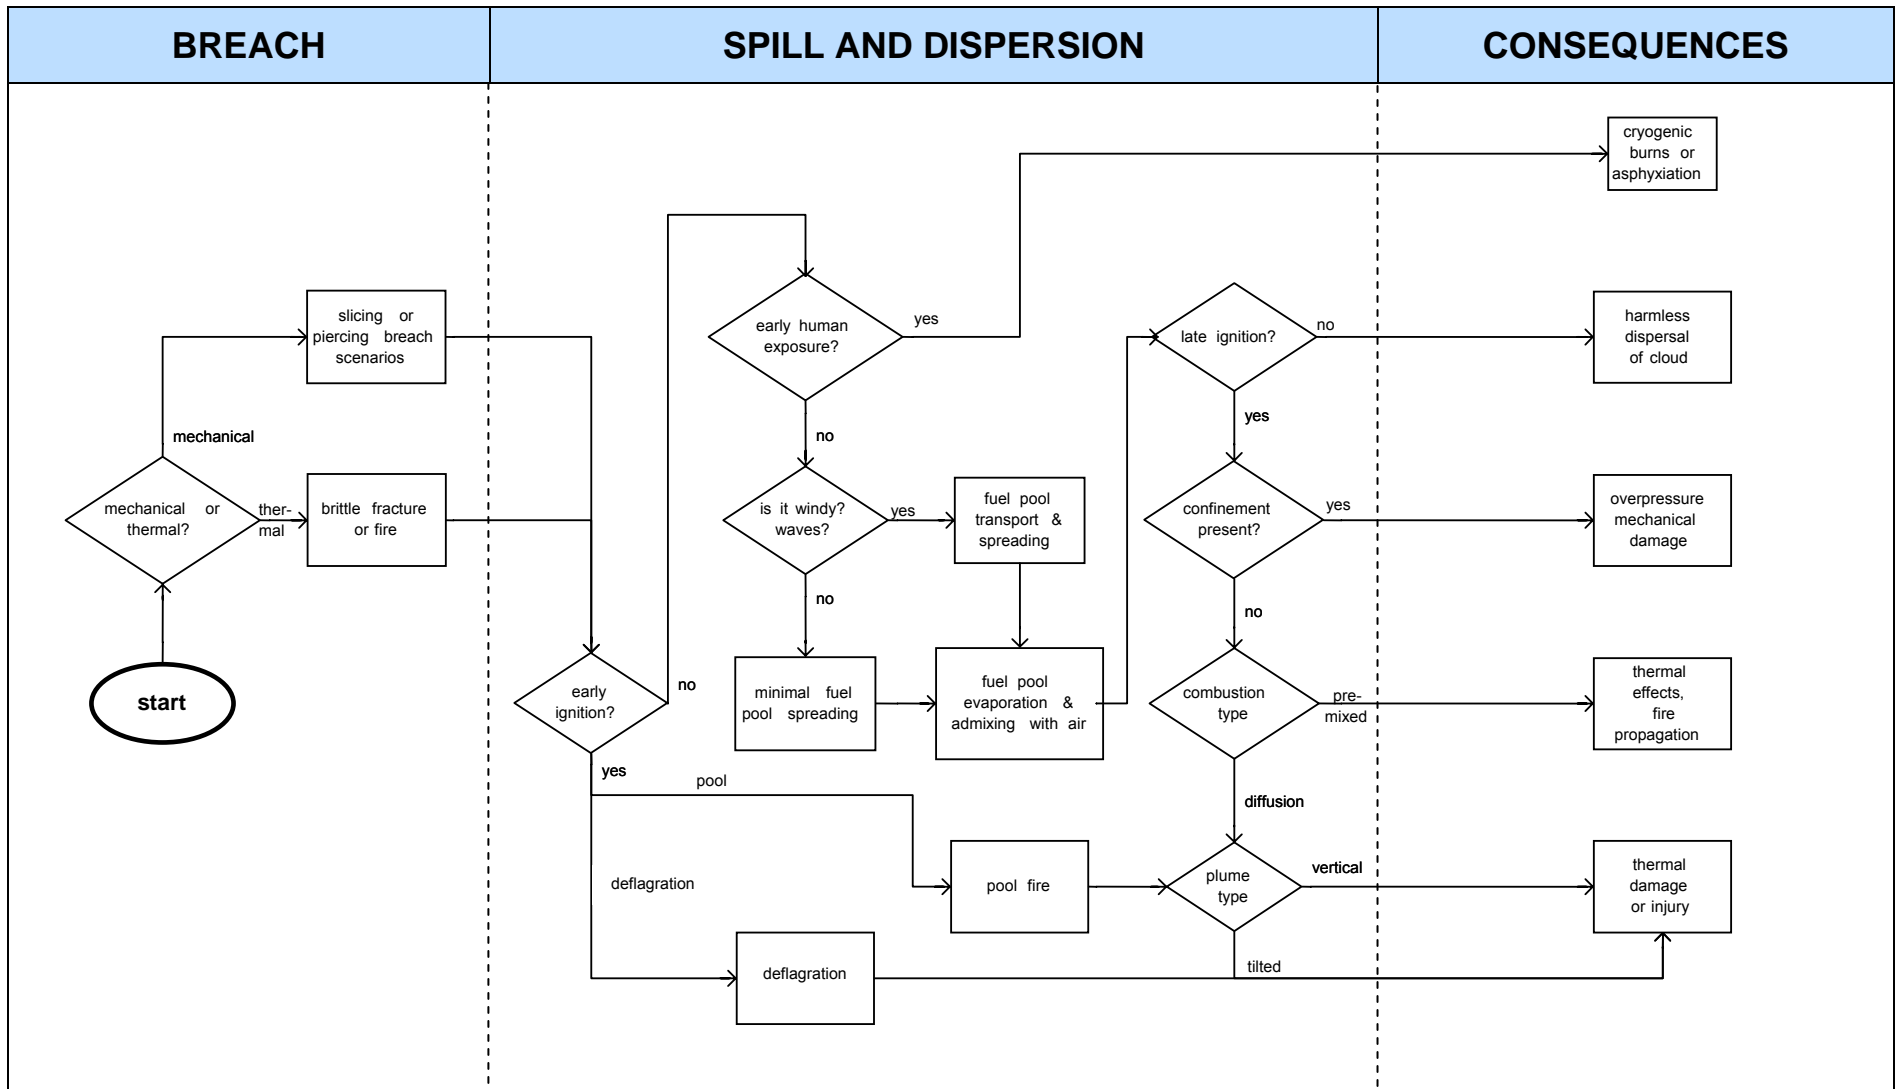 BREACH
SPILL AND DISPERSION
CONSEQUENCES
cryogenic
burns or
asphyxiation
slicing or
piercing breach
scenarios
early human
exposure?
yes
late ignition?
no
harmless
dispersal
of cloud
mechanical
no
yes
mechanical or
thermal?
ther-
mal
brittle fracture
or fire
is it windy?
waves?
yes
fuel pool
transport &
spreading
confinement
present?
yes
overpressure
mechanical
damage
no
no
start
early
ignition?
no
minimal fuel
pool spreading
fuel pool
evaporation &
admixing with air
combustion
type
pre-
mixed
thermal
effects,
fire
propagation
yes
pool
diffusion
deflagration
pool fire
plume
type
vertical
thermal
damage
or injury
deflagration
tilted